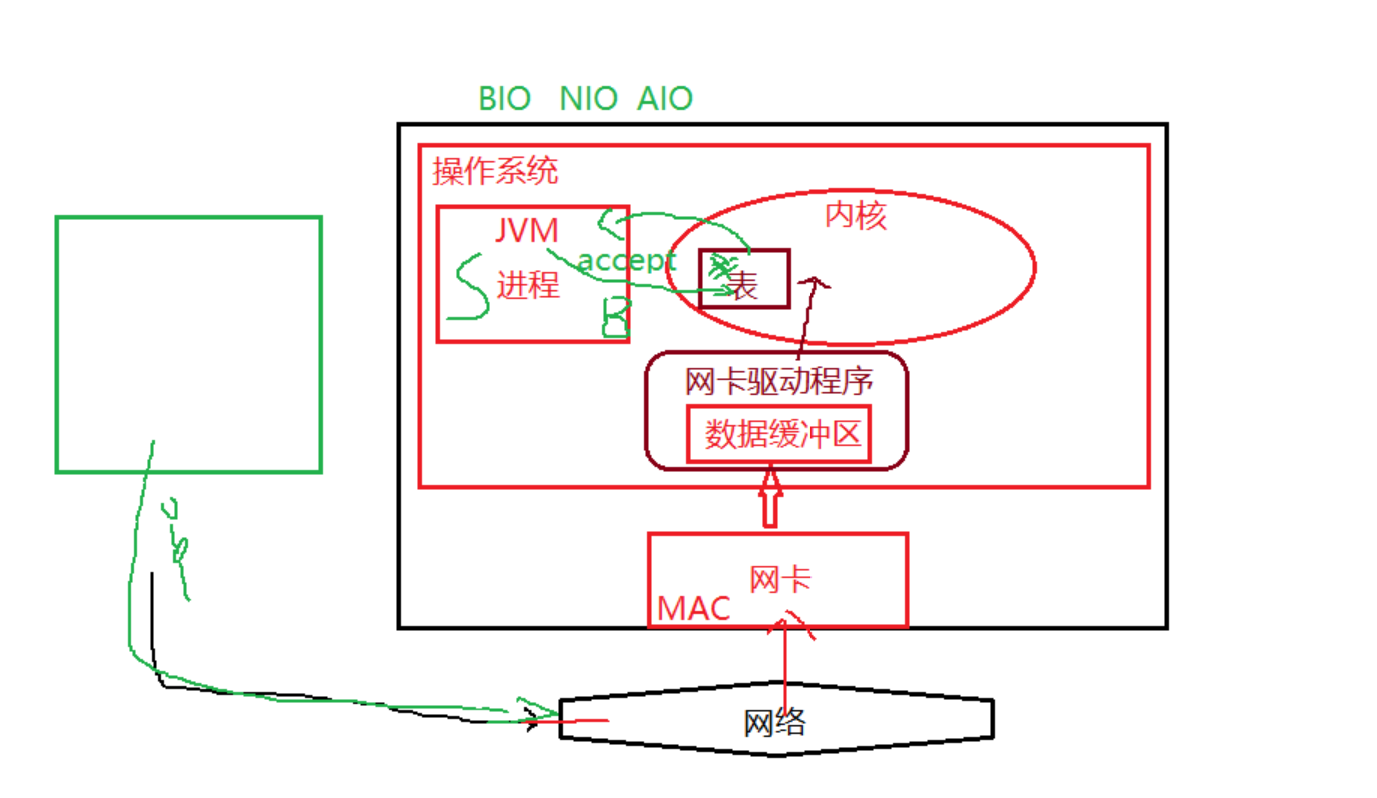 BIO NIO AIO
操作系统
JVM
内核
accept
进程
表
S
B
网卡驱动程序
数据缓冲区
网卡
MAC
网络